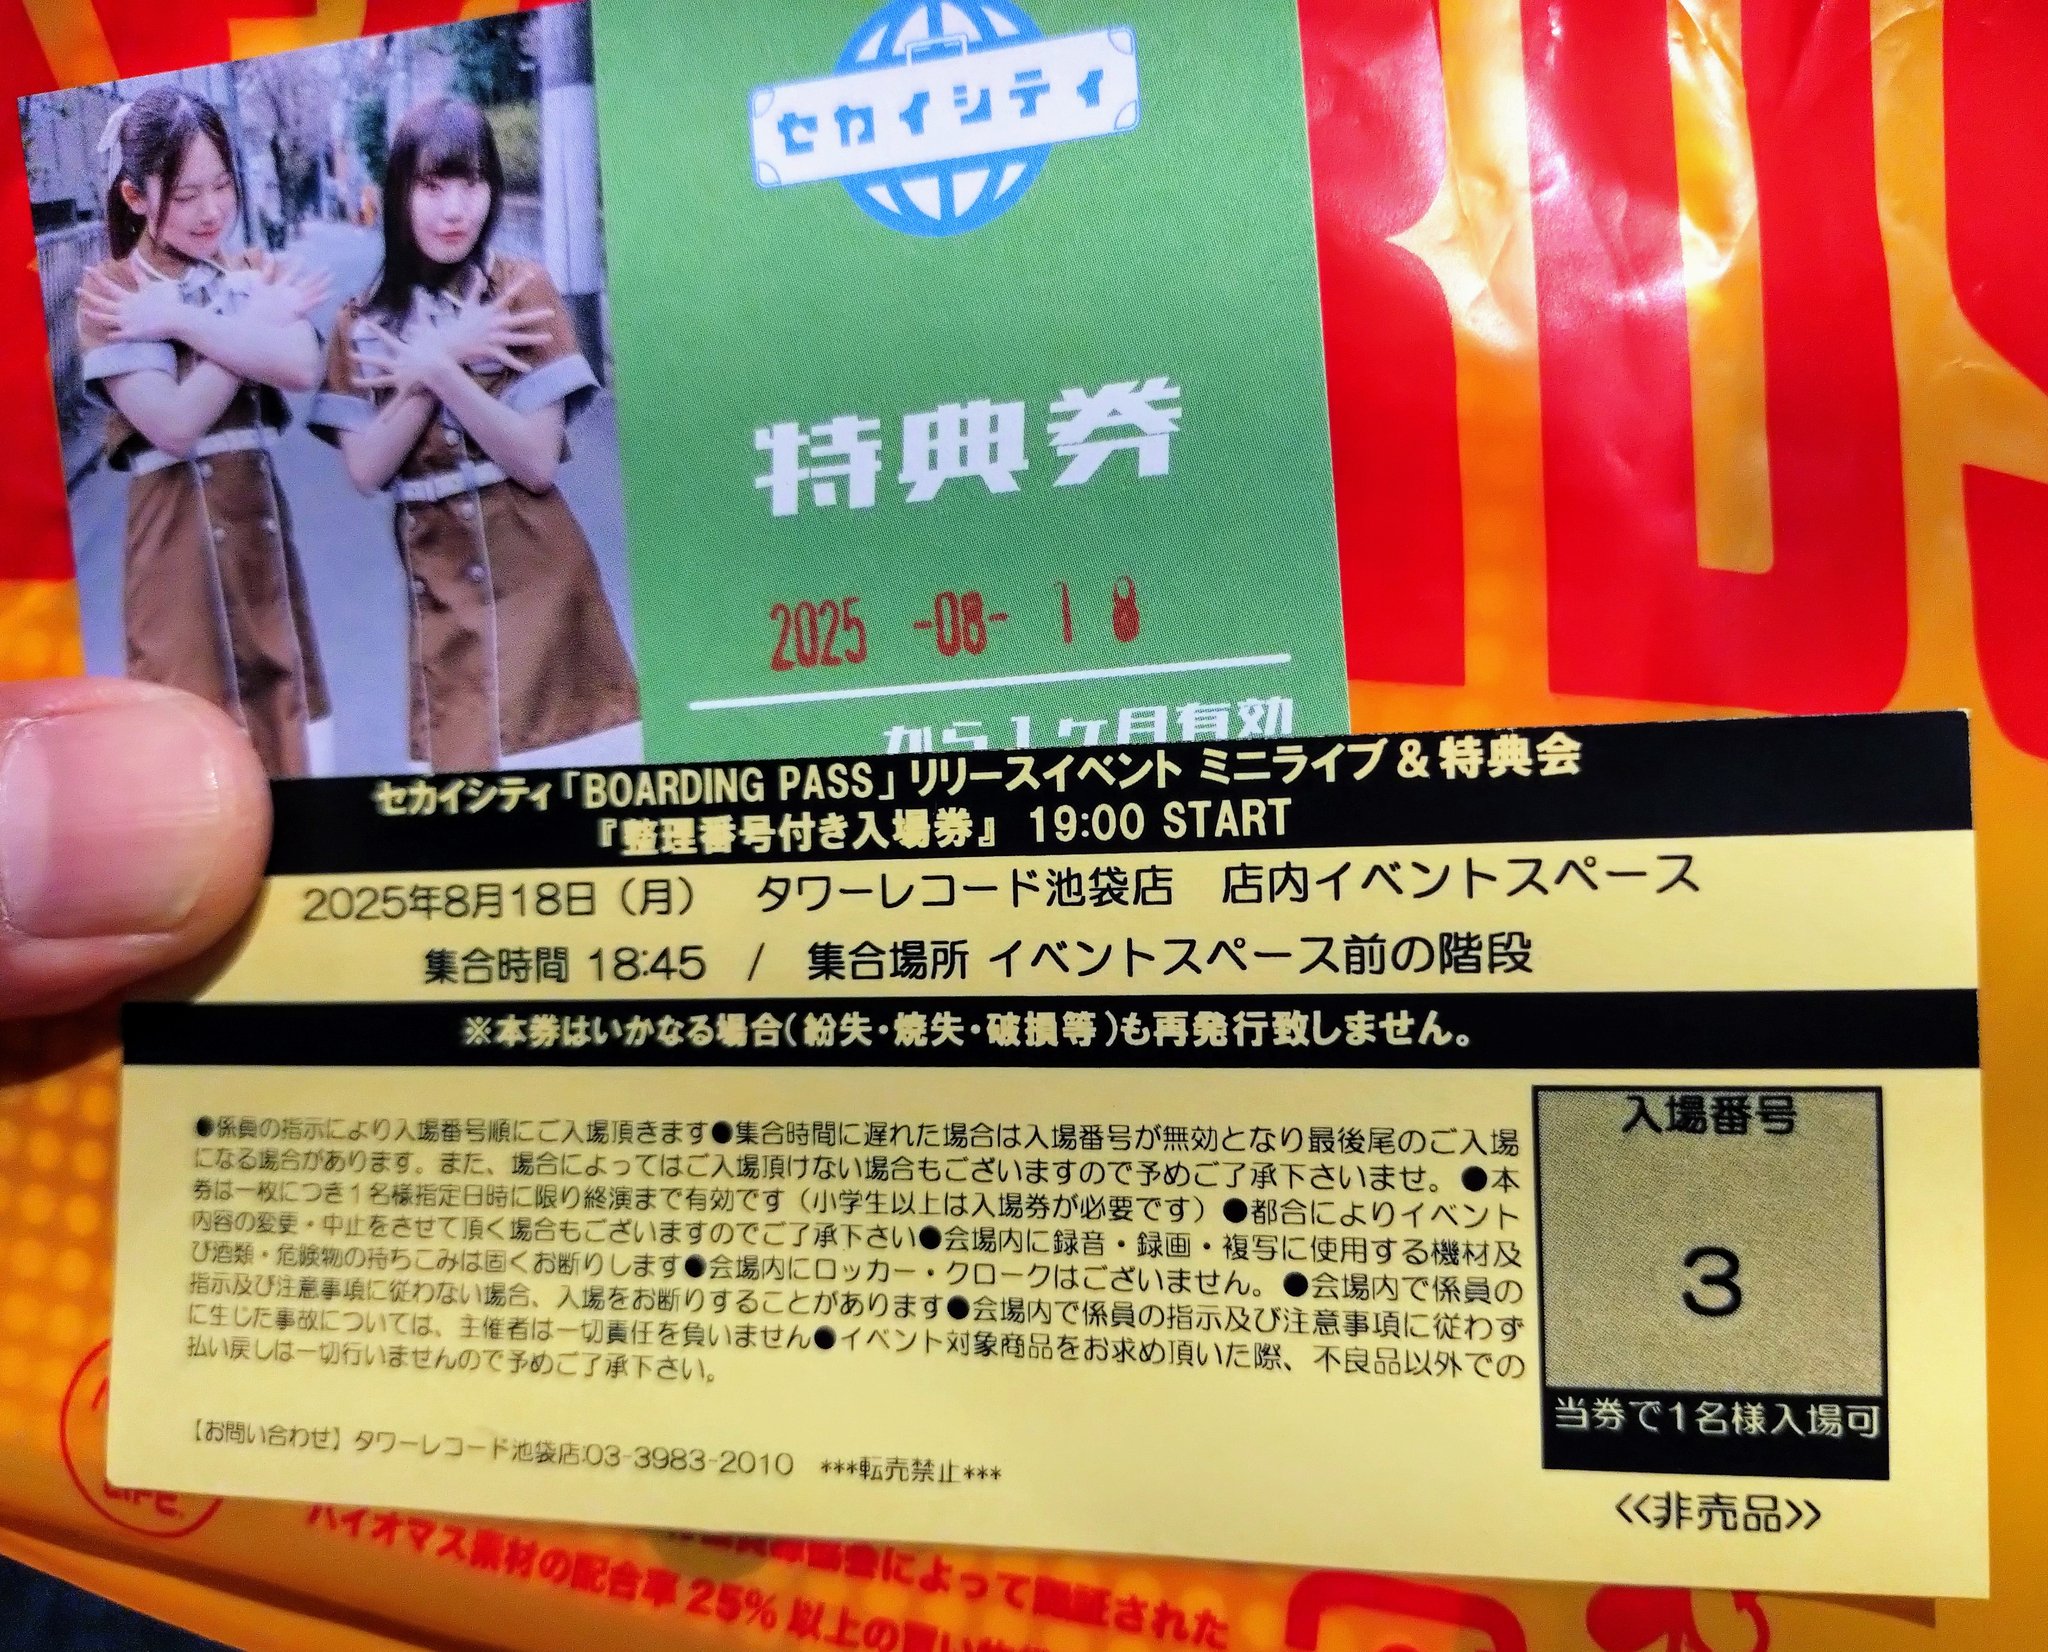 セカイシティ
特典券
2025 -08- 18
から1ヶ月有効
セカイシティ「BOARDING PASS」リリースイベント ミニライブ&特典会
『整理番号付き入場券』 19:00 START
2025年8月18日（月） タワーレコード池袋店 店内イベントスペース
集合時間 18:45 / 集合場所 イベントスペース前の階段
※本券はいかなる場合(紛失・焼失・破損等)も再発行致しません。
●係員の指示により入場番号順にご入場頂きます●集合時間に遅れた場合は入場番号が無効となり最後尾のご入場
になる場合があります。また、場合によってはご入場頂けない場合もございますので予めご了承下さいませ。●本
券は一枚につき1名様指定日時に限り終演まで有効です（小学生以上は入場券が必要です）●都合によりイベント
内容の変更・中止をさせて頂く場合もございますのでご了承下さい●会場内に録音・録画・複写に使用する機材及
び酒類・危険物の持ちこみは固くお断りします●会場内にロッカー・クロークはございません。●会場内で係員の
指示及び注意事項に従わない場合、入場をお断りすることがあります●会場内で係員の指示及び注意事項に従わず
に生じた事故については、主催者は一切責任を負いません●イベント対象商品をお求め頂いた際、不良品以外での
払い戻しは一切行いませんので予めご了承下さい。
【お問い合わせ】タワーレコード池袋店:03-3983-2010 ***転売禁止***
入場番号
3
当券で1名様入場可
<<非売品>>
によって認証された
バイオマス素材の配合率25%以上の